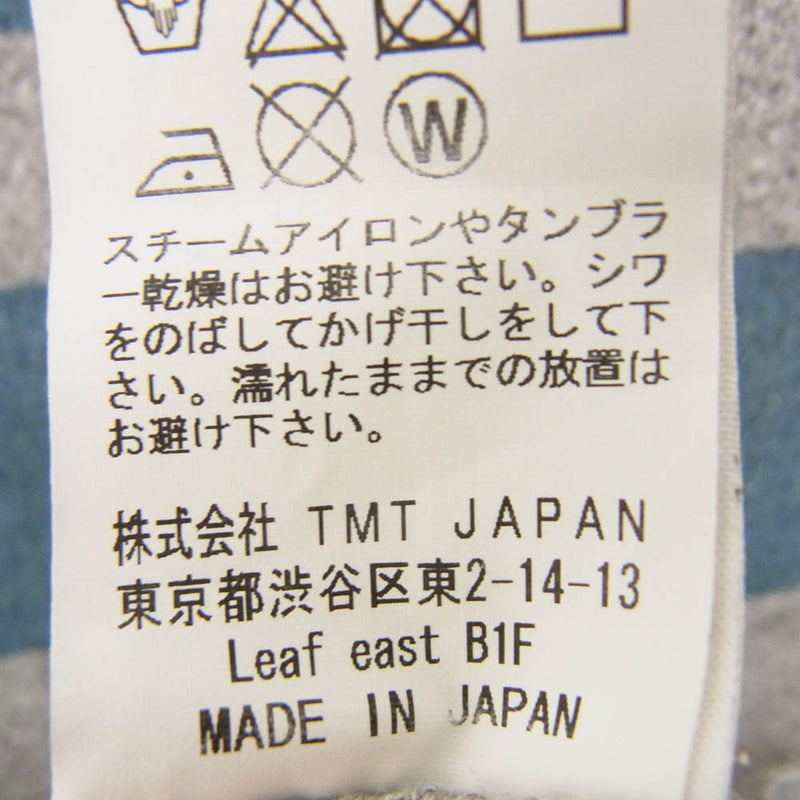 W
スチームアイロンやタンブラ
ー乾燥はお避け下さい。シワ
をのばしてかげ干しをして下
さい。濡れたままでの放置は
お避け下さい。
株式会社 TMT JAPAN
東京都渋谷区東2-14-13
Leaf east B1F
MADE IN JAPAN